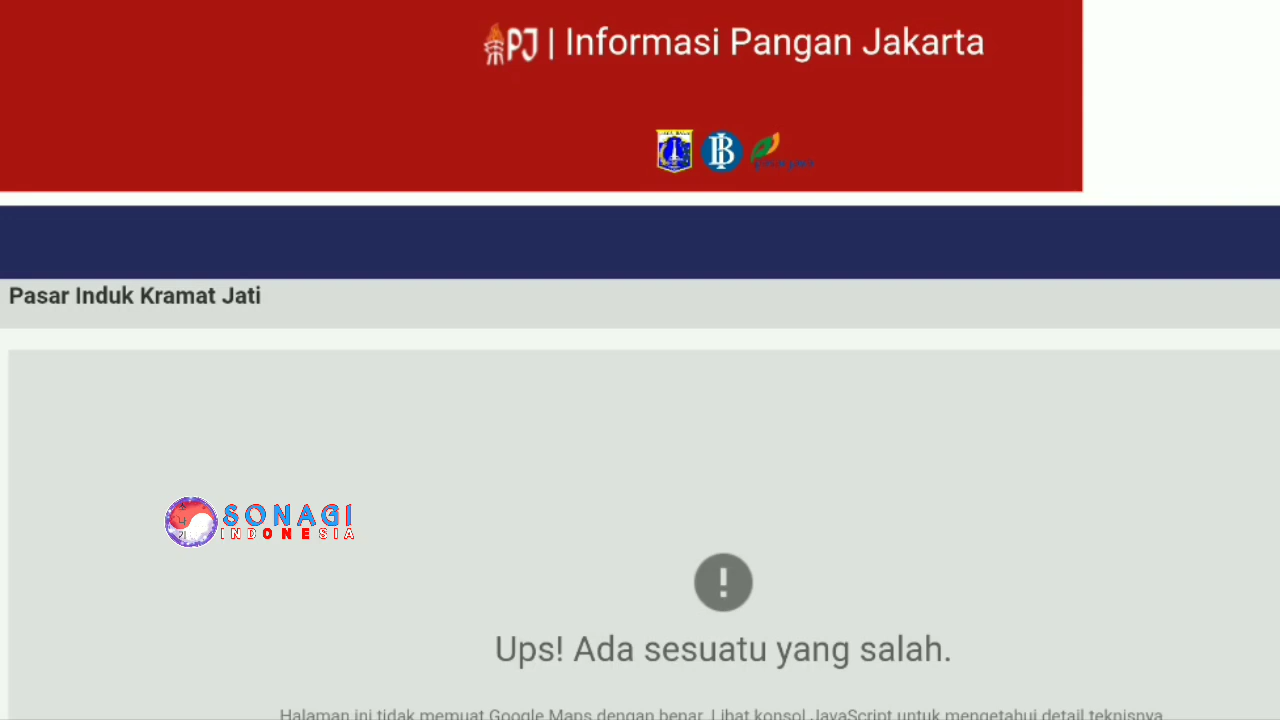 PJ | Informasi Pangan Jakarta
Pasar Induk Kramat Jati
SONAGI
INDONESIA
Ups! Ada sesuatu yang salah.
Halaman ini tidak memuat Google Maps dengan benar. Lihat konsol JavaScript untuk mengetahui detail teknisnya.